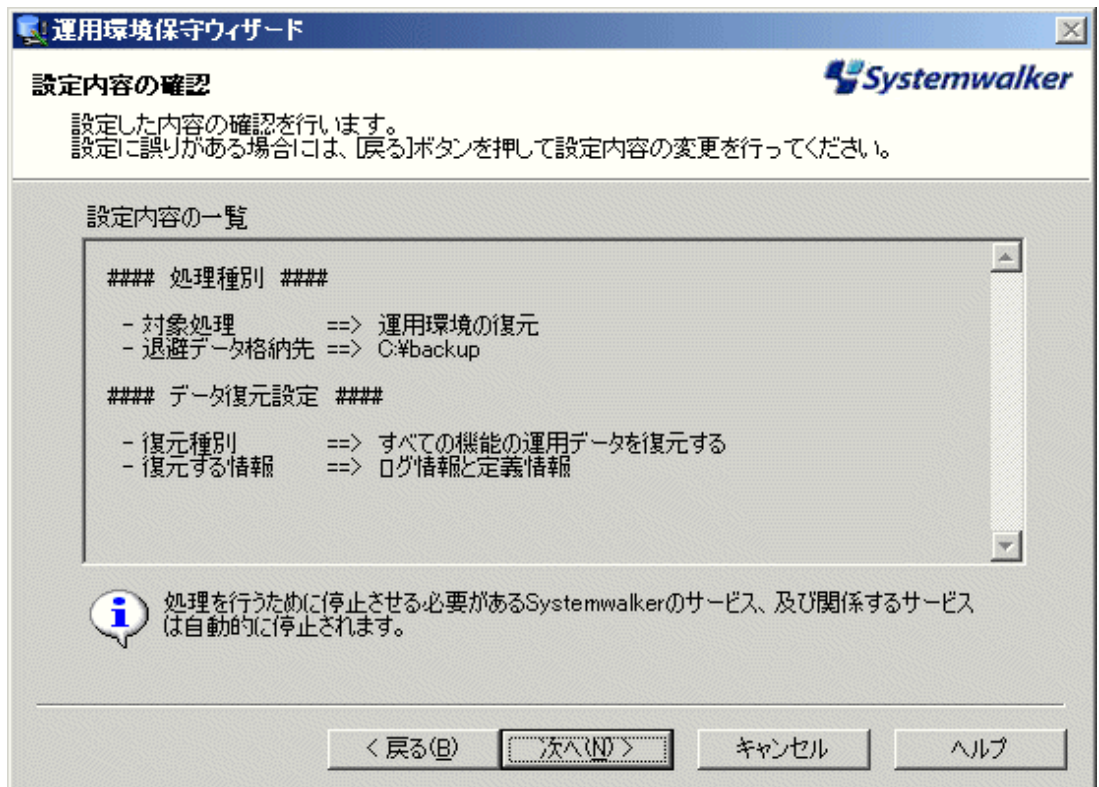 運用環境保守ウィザード
設定内容の確認
Systemwalker
設定した内容の確認を行います。
設定に誤りがある場合には、[戻る]ボタンを押して設定内容の変更を行ってください。
設定内容の一覧
#### 処理種別 ####
- 対象処理 ==> 運用環境の復元
- 退避データ格納先 ==> C:¥backup
#### データ復元設定 ####
- 復元種別 ==> すべての機能の運用データを復元する
- 復元する情報 ==> ログ情報と定義情報
処理を行うために停止させる必要があるSystemwalkerのサービス、及び関係するサービス
は自動的に停止されます。
< 戻る(B) 次へ(N) > キャンセル ヘルプ